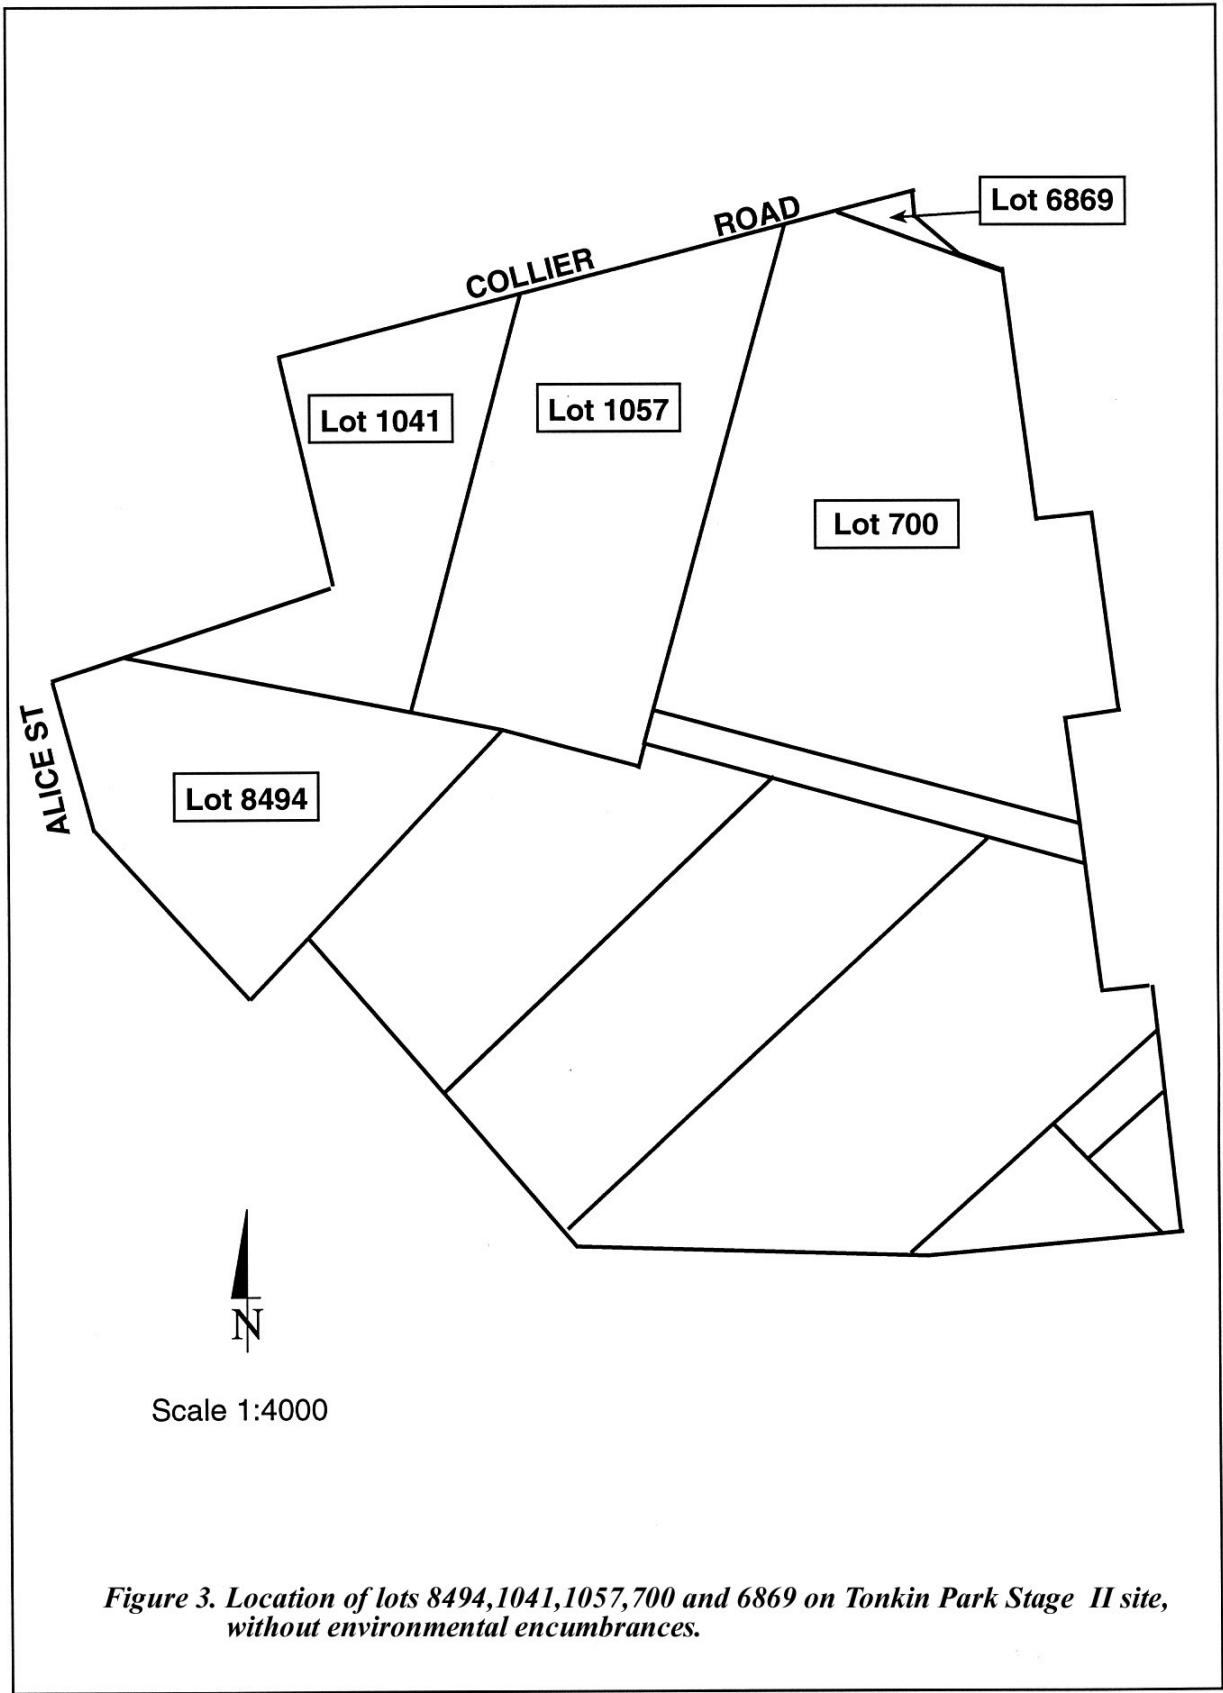 Lot 6869
ROAD
COLLIER
Lot 1057
Lot 1041
Lot 700
ALICE ST
Lot 8494
N
Scale 1:4000
Figure 3. Location of lots 8494,1041,1057,700 and 6869 on Tonkin Park Stage II site,
without environmental encumbrances.